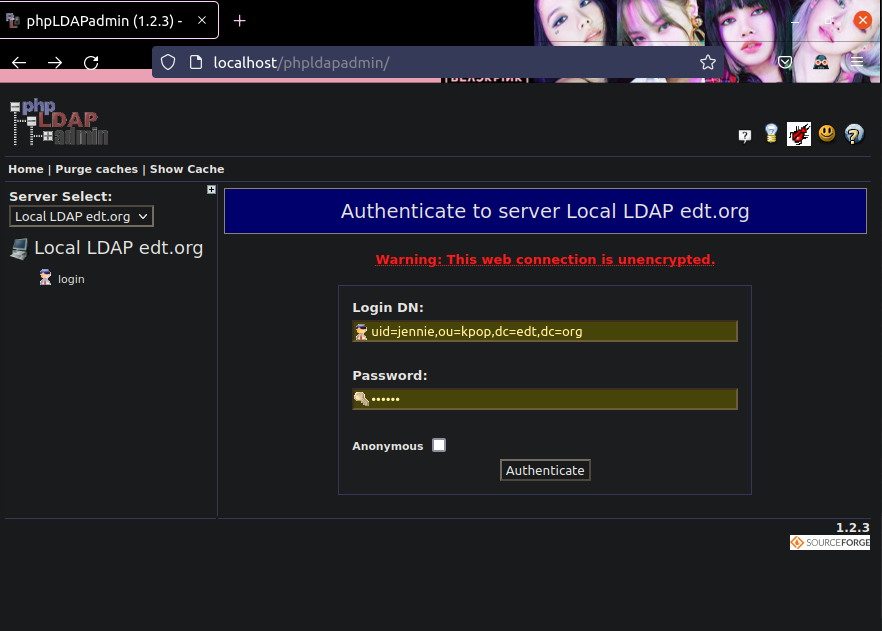 phpLDAPadmin (1.2.3) -
localhost/phpldapadmin/
php
LDAP
admin
Home | Purge caches | Show Cache
Server Select:
Local LDAP edt.org
Local LDAP edt.org
login
Authenticate to server Local LDAP edt.org
Warning: This web connection is unencrypted.
Login DN:
uid=jennie,ou=kpop,dc=edt,dc=org
Password:
••••••
Anonymous
Authenticate
1.2.3
SOURCEFORGE